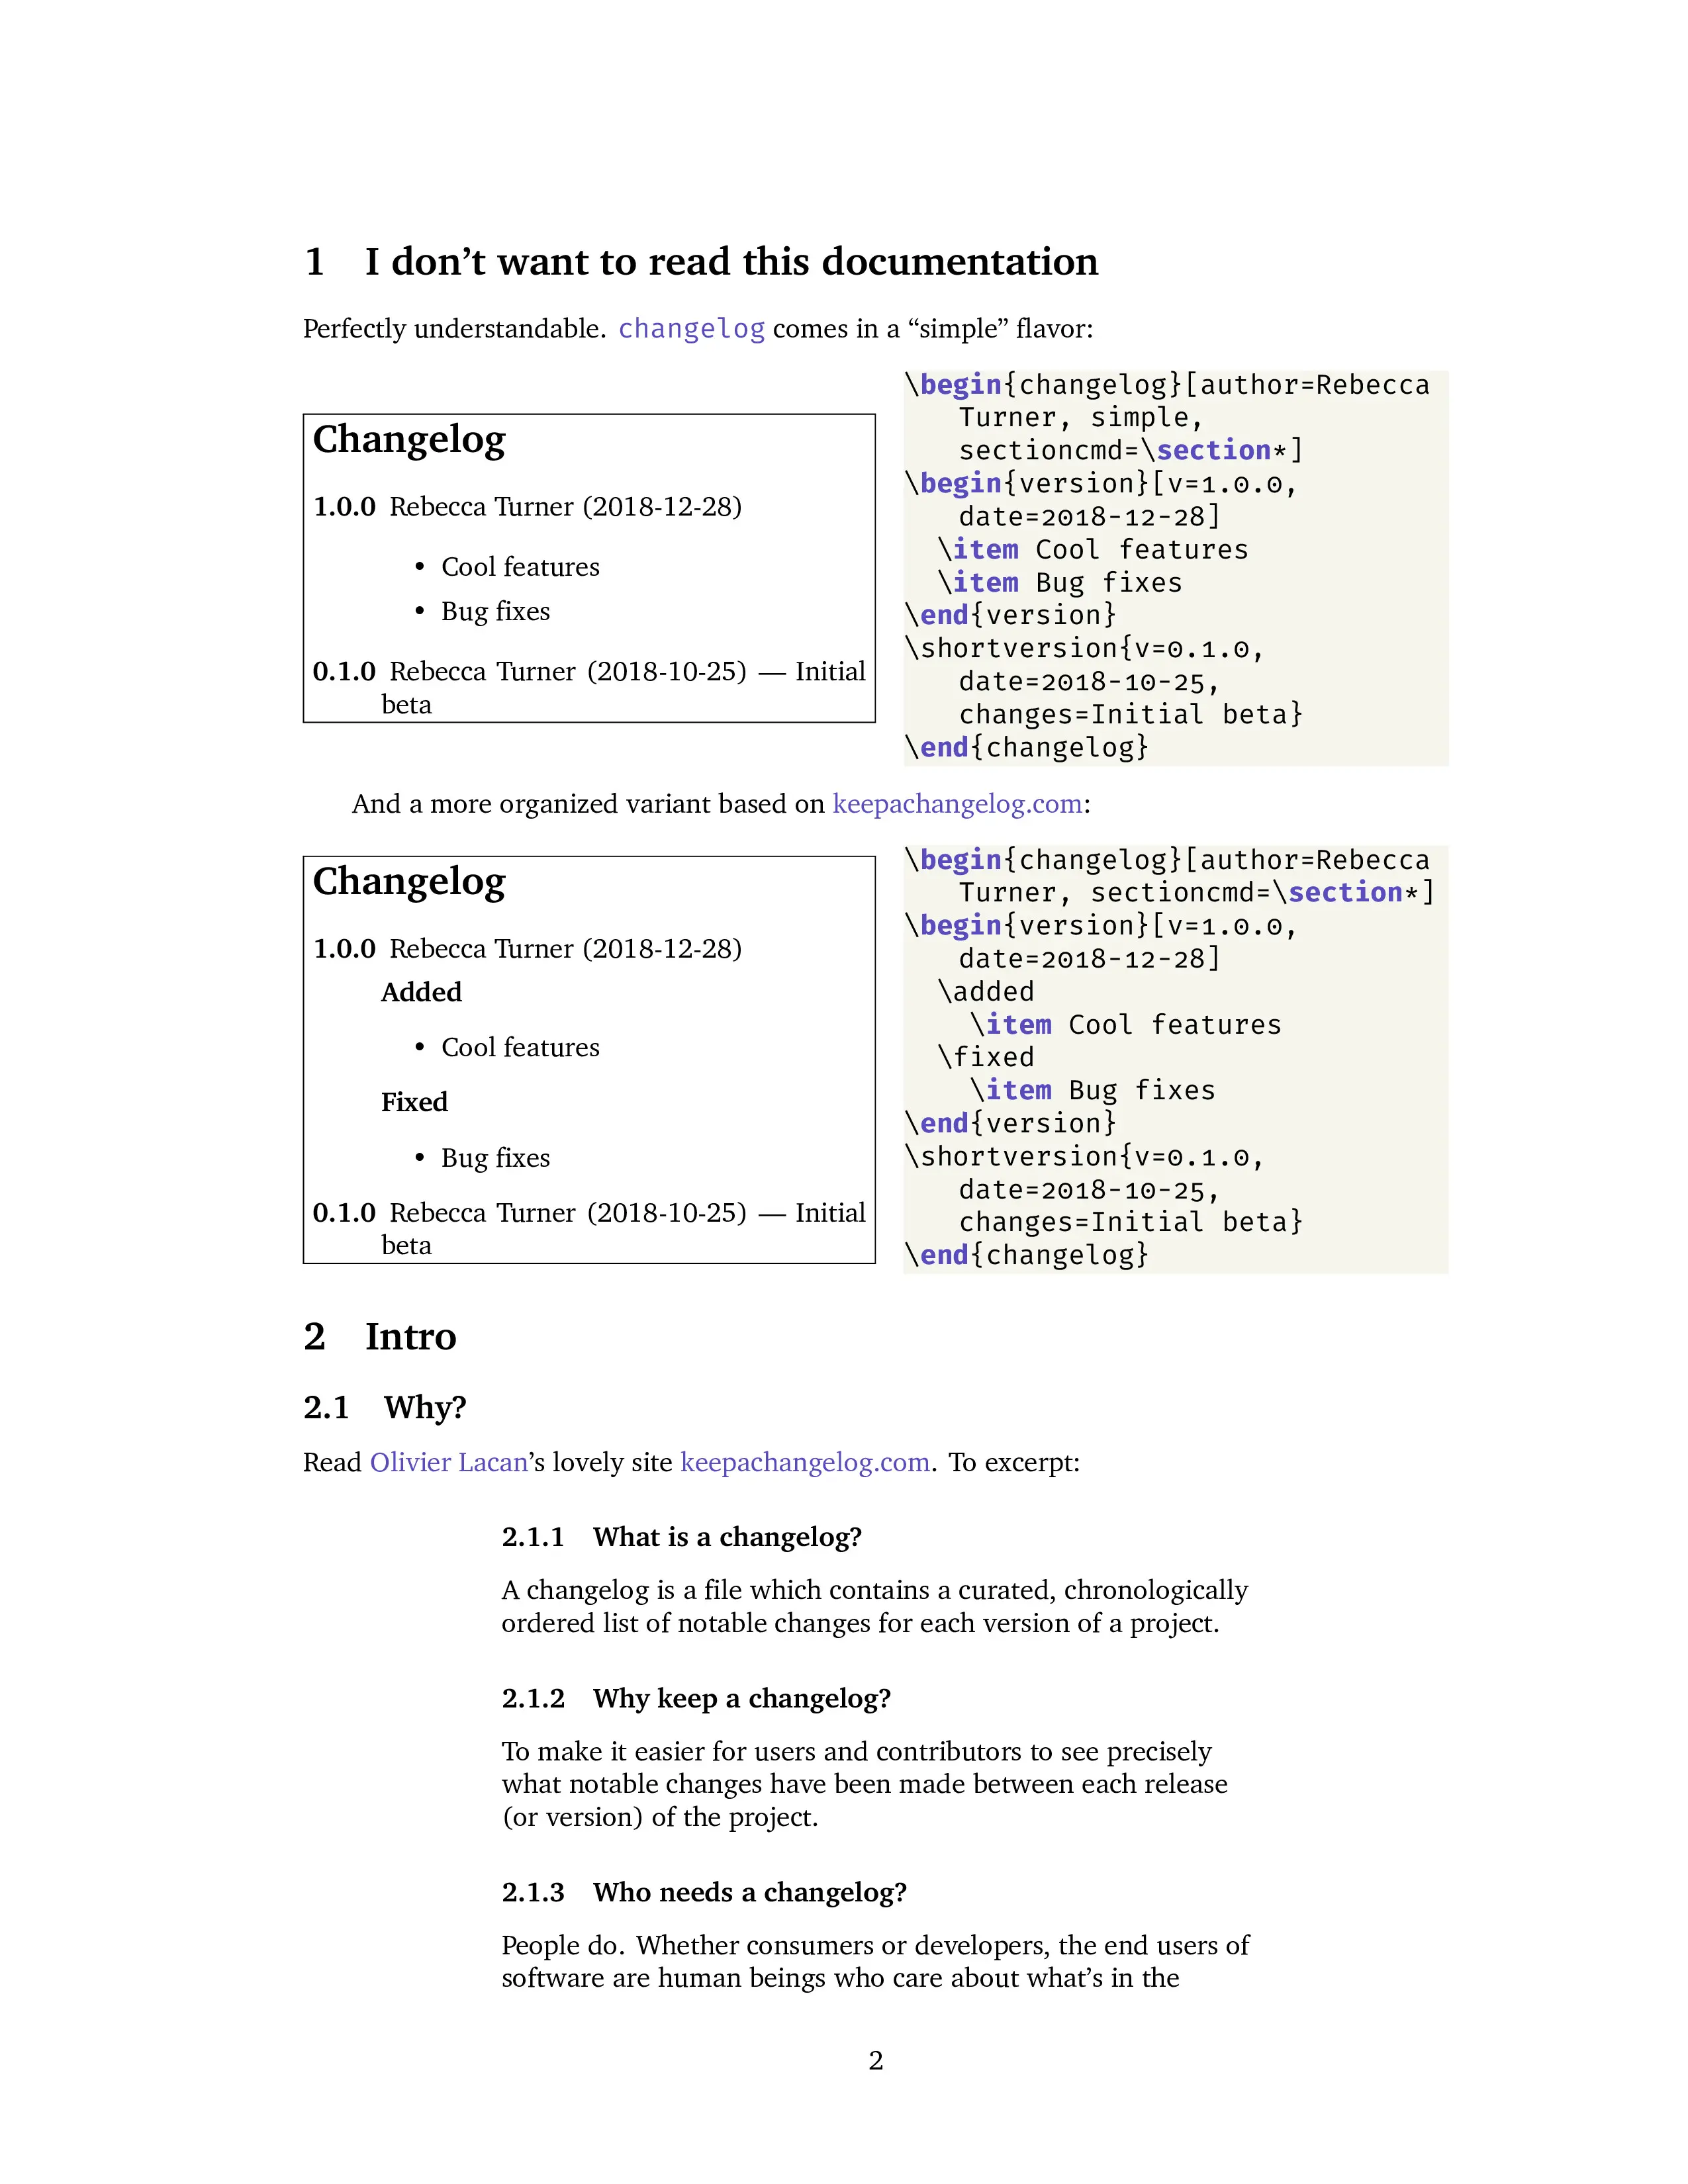 1 I don’t want to read this documentation
Perfectly understandable. changelog comes in a “simple” flavor:
Changelog
1.0.0 Rebecca Turner (2018-12-28)
• Cool features
• Bug fixes
0.1.0 Rebecca Turner (2018-10-25) — Initial
beta
\begin{changelog}[author=Rebecca
Turner, simple,
sectioncmd=\section*]
\begin{version}[v=1.0.0,
date=2018-12-28]
\item Cool features
\item Bug fixes
\end{version}
\shortversion{v=0.1.0,
date=2018-10-25,
changes=Initial beta}
\end{changelog}
And a more organized variant based on keepachangelog.com:
Changelog
1.0.0 Rebecca Turner (2018-12-28)
Added
• Cool features
Fixed
• Bug fixes
0.1.0 Rebecca Turner (2018-10-25) — Initial
beta
\begin{changelog}[author=Rebecca
Turner, sectioncmd=\section*]
\begin{version}[v=1.0.0,
date=2018-12-28]
\added
\item Cool features
\fixed
\item Bug fixes
\end{version}
\shortversion{v=0.1.0,
date=2018-10-25,
changes=Initial beta}
\end{changelog}
2 Intro
2.1 Why?
Read Olivier Lacan’s lovely site keepachangelog.com. To excerpt:
2.1.1 What is a changelog?
A changelog is a file which contains a curated, chronologically
ordered list of notable changes for each version of a project.
2.1.2 Why keep a changelog?
To make it easier for users and contributors to see precisely
what notable changes have been made between each release
(or version) of the project.
2.1.3 Who needs a changelog?
People do. Whether consumers or developers, the end users of
software are human beings who care about what’s in the
2